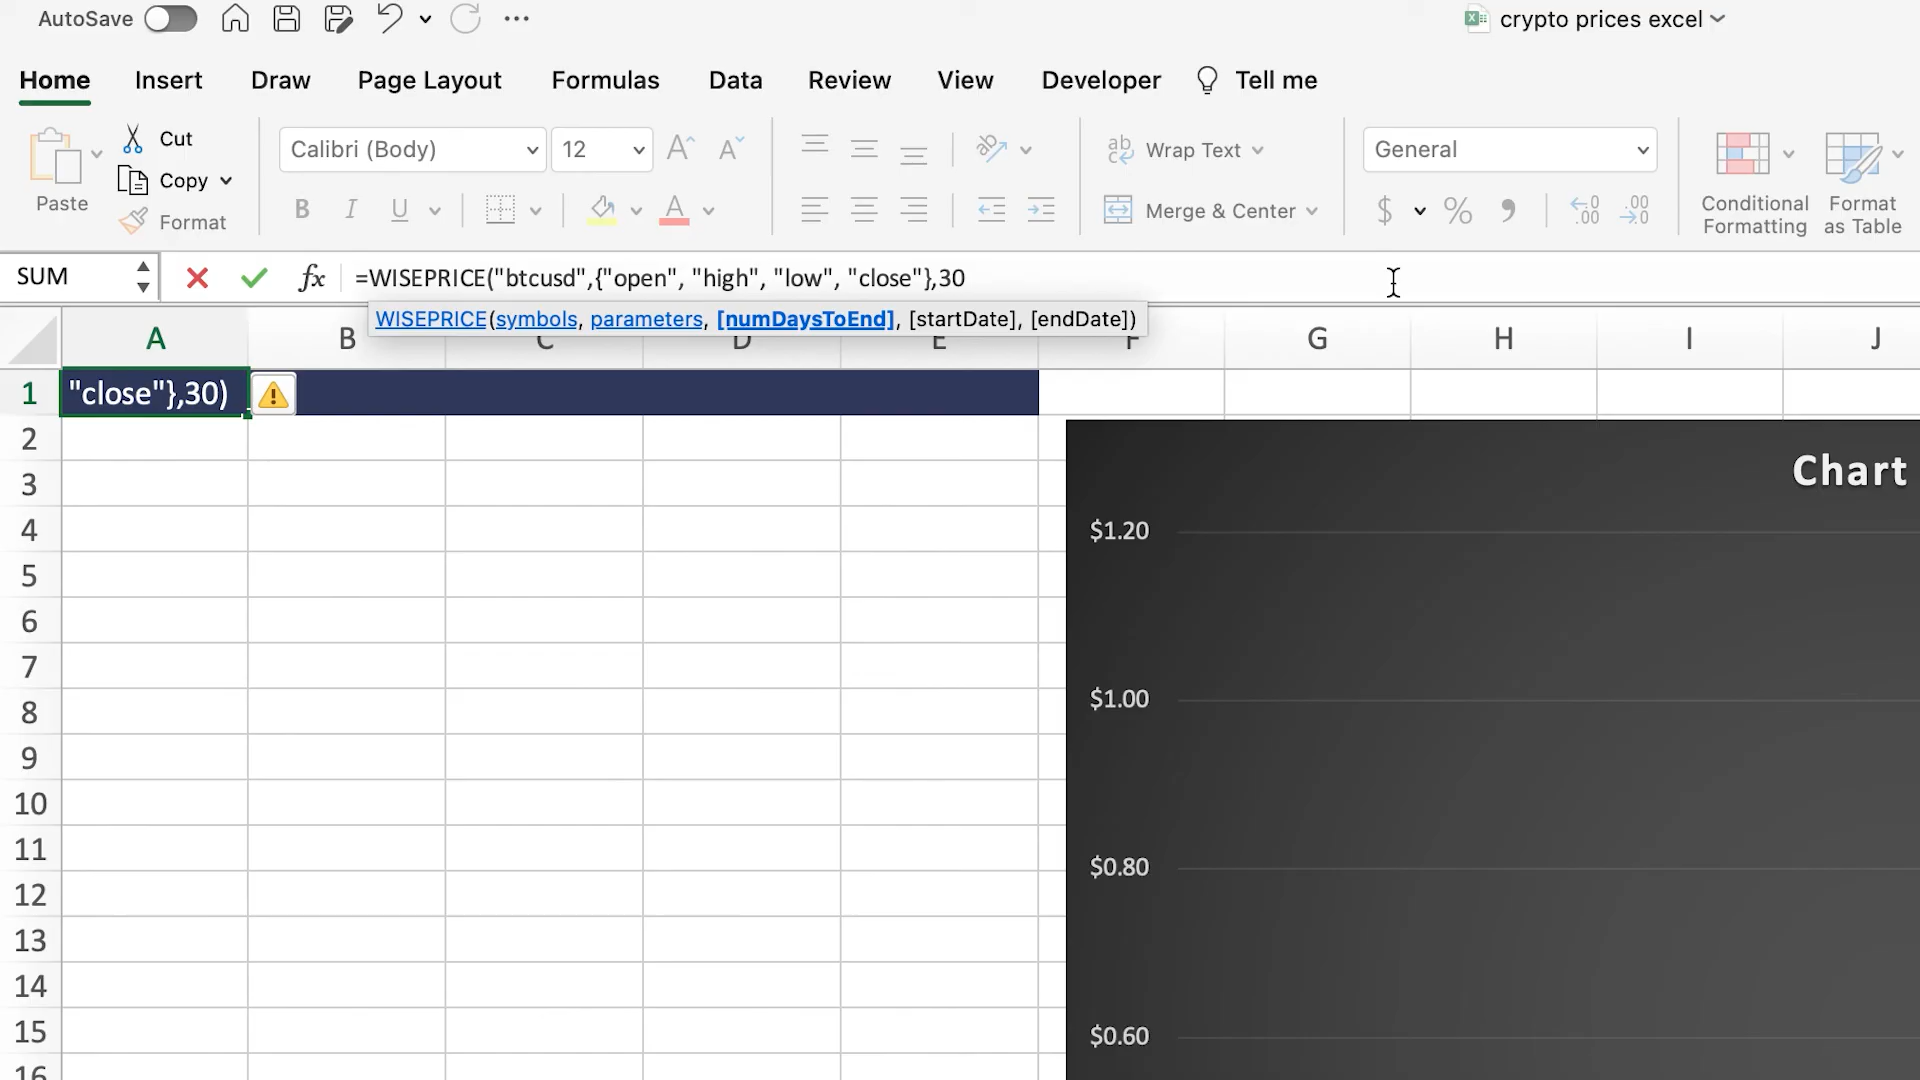 AutoSave
crypto prices excel
Home Insert Draw Page Layout Formulas Data Review View Developer Tell me
Paste
Cut
Copy
Format
Calibri (Body) 12
B I U
Wrap Text
Merge & Center
General
$ % ,
Conditional Formatting
Format as Table
SUM fx =WISEPRICE("btcusd",{"open", "high", "low", "close"},30
WISEPRICE(symbols, parameters, [numDaysToEnd], [startDate], [endDate])
A B C D E F G H I J
1 "close"},30)
2
3
4
5
6
7
8
9
10
11
12
13
14
15
16
Chart
$1.20
$1.00
$0.80
$0.60